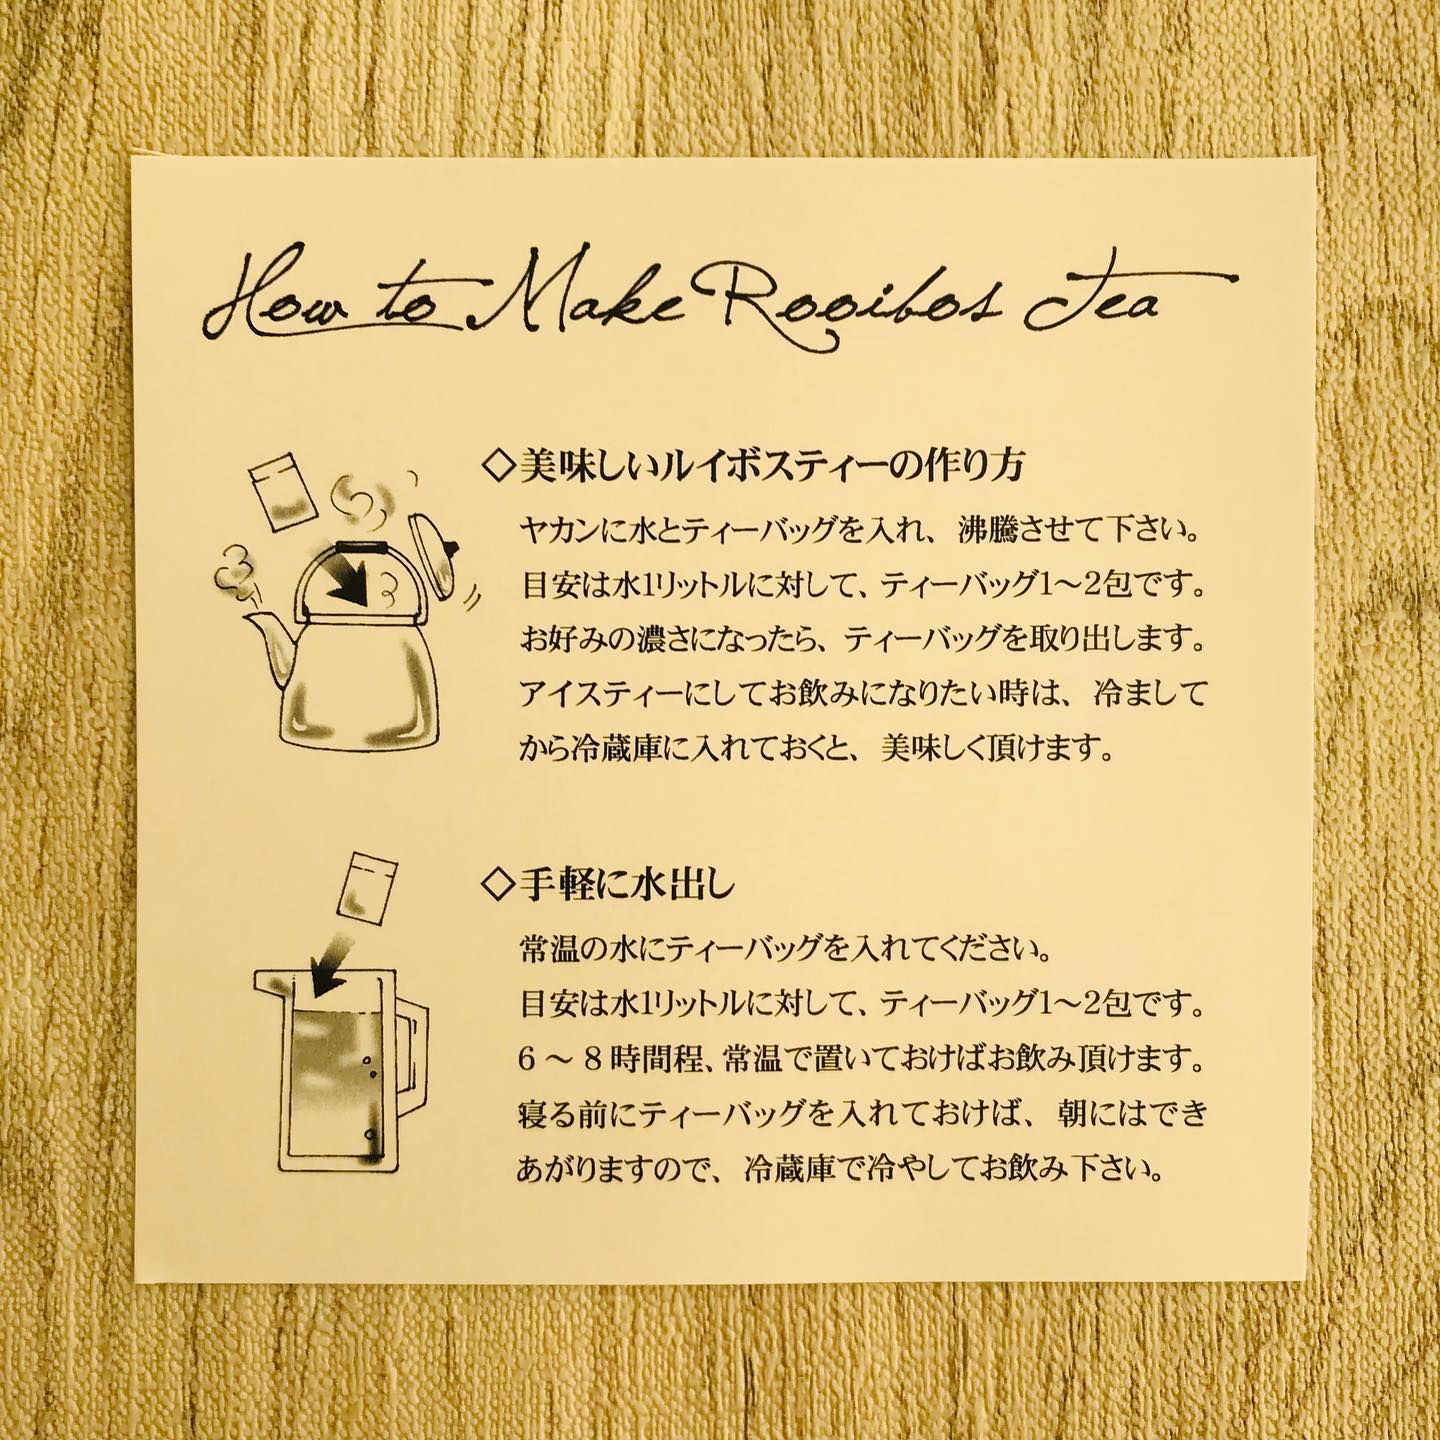 How to Make Rooibos Tea
◇美味しいルイボスティーの作り方
ヤカンに水とティーバッグを入れ、沸騰させて下さい。
目安は水1リットルに対して、ティーバッグ1～2包です。
お好みの濃さになったら、ティーバッグを取り出します。
アイスティーにしてお飲みになりたい時は、冷まして
から冷蔵庫に入れておくと、美味しく頂けます。
◇手軽に水出し
常温の水にティーバッグを入れてください。
目安は水1リットルに対して、ティーバッグ1～2包です。
6～8時間程、常温で置いておけばお飲み頂けます。
寝る前にティーバッグを入れておけば、朝にはでき
あがりますので、冷蔵庫で冷やしてお飲み下さい。